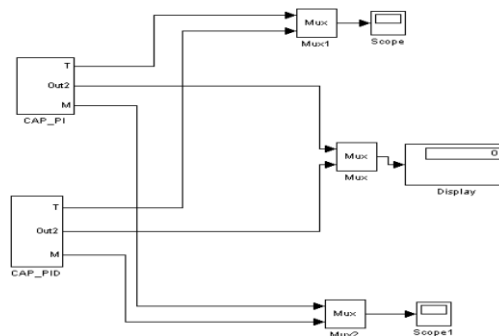 Mux
Mux1
Scope
T
Out2
M
CAP_PI
Mux
Mux
0
Display
T
Out2
M
CAP_PID
Mux
Mux2
Scope1